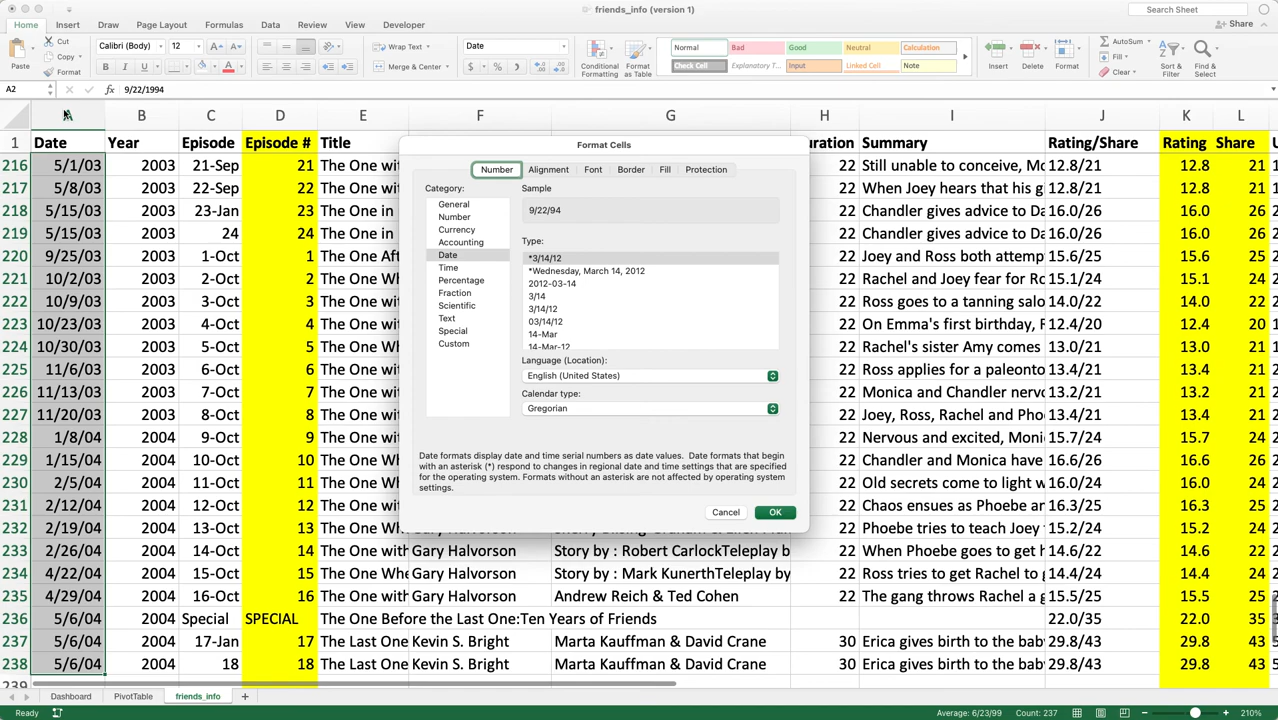 friends_info (version 1)
Search Sheet
Home Insert Draw Page Layout Formulas Data Review View Developer
Share
Paste
Cut
Copy
Format
Calibri (Body) 12
B I U
Wrap Text
Merge & Center
Date
$ %
Conditional Formatting
Format as Table
Normal Bad Good Neutral Calculation
Check Cell Explanatory T... Input Linked Cell Note
Insert Delete Format
AutoSum
Fill
Clear
Sort & Filter
Find & Select
A2 fx 9/22/1994
A B C D E F G H I J K L
1 Date Year Episode Episode # Title uration Summary Rating/Share Rating Share
216 5/1/03 2003 21-Sep 21 The One with 22 Still unable to conceive, Mo 12.8/21 12.8 21
217 5/8/03 2003 22-Sep 22 The One with 22 When Joey hears that his gi 12.8/21 12.8 21
218 5/15/03 2003 23-Jan 23 The One in 22 Chandler gives advice to Da 16.0/26 16.0 26
219 5/15/03 2003 24 24 The One in 22 Chandler gives advice to Da 16.0/26 16.0 26
220 9/25/03 2003 1-Oct 1 The One Aft 22 Joey and Ross both attemp 15.6/25 15.6 25
221 10/2/03 2003 2-Oct 2 The One Wh 22 Rachel and Joey fear for Ro 15.1/24 15.1 24
222 10/9/03 2003 3-Oct 3 The One with 22 Ross goes to a tanning salo 14.0/22 14.0 22
223 10/23/03 2003 4-Oct 4 The One with 22 On Emma's first birthday, R 12.4/20 12.4 20
224 10/30/03 2003 5-Oct 5 The One Wh 22 Rachel's sister Amy comes 13.0/21 13.0 21
225 11/6/03 2003 6-Oct 6 The One with 22 Ross applies for a paleonto 13.4/21 13.4 21
226 11/13/03 2003 7-Oct 7 The One with 22 Monica and Chandler nervo 13.2/21 13.4 21
227 11/20/03 2003 8-Oct 8 The One with 22 Joey, Ross, Rachel and Pho 13.4/21 13.4 21
228 1/8/04 2004 9-Oct 9 The One with 22 Nervous and excited, Moni 15.7/24 15.7 24
229 1/15/04 2004 10-Oct 10 The One with 22 Chandler and Monica have 16.6/26 16.6 26
230 2/5/04 2004 11-Oct 11 The One with 22 Old secrets come to light w 16.0/24 16.0 24
231 2/12/04 2004 12-Oct 12 The One with 22 Chaos ensues as Phoebe an 16.3/25 16.3 25
232 2/19/04 2004 13-Oct 13 The One Wh 22 Phoebe tries to teach Joey 15.2/24 15.2 24
233 2/26/04 2004 14-Oct 14 The One with Gary Halvorson Story by : Robert CarlockTeleplay b 22 When Phoebe goes to get h 14.6/22 14.6 22
234 4/22/04 2004 15-Oct 15 The One Whe Gary Halvorson Story by : Mark KunerthTeleplay by 22 Ross tries to get Rachel to g 14.4/24 14.4 24
235 4/29/04 2004 16-Oct 16 The One with Gary Halvorson Andrew Reich & Ted Cohen 22 The gang throws Rachel a g 15.5/25 15.5 25
236 5/6/04 2004 Special SPECIAL The One Before the Last One:Ten Years of Friends 22.0/35 22.0 35
237 5/6/04 2004 17-Jan 17 The Last One Kevin S. Bright Marta Kauffman & David Crane 30 Erica gives birth to the bab 29.8/43 29.8 43
238 5/6/04 2004 18 18 The Last One Kevin S. Bright Marta Kauffman & David Crane 30 Erica gives birth to the bab 29.8/43 29.8 43
239
Format Cells
Number Alignment Font Border Fill Protection
Category:
General
Number
Currency
Accounting
Date
Time
Percentage
Fraction
Scientific
Text
Special
Custom
Sample
9/22/94
Type:
*3/14/12
*Wednesday, March 14, 2012
2012-03-14
3/14
3/14/12
03/14/12
14-Mar
14-Mar-12
Language (Location):
English (United States)
Calendar type:
Gregorian
Date formats display date and time serial numbers as date values. Date formats that begin
with an asterisk (*) respond to changes in regional date and time settings that are specified
for the operating system. Formats without an asterisk are not affected by operating system
settings.
Cancel OK
Dashboard PivotTable friends_info +
Ready Average: 6/23/99 Count: 237 210%